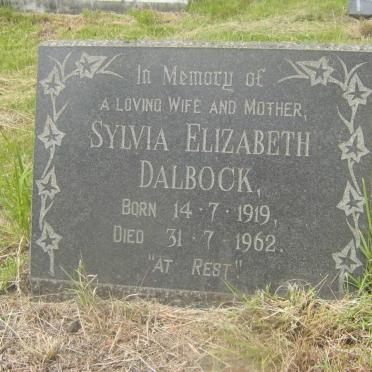 In Memory of
A LOVING WIFE AND MOTHER,
SYLVIA ELIZABETH
DALBOCK,
BORN 14·7·1919,
DIED 31·7·1962.
"AT REST"